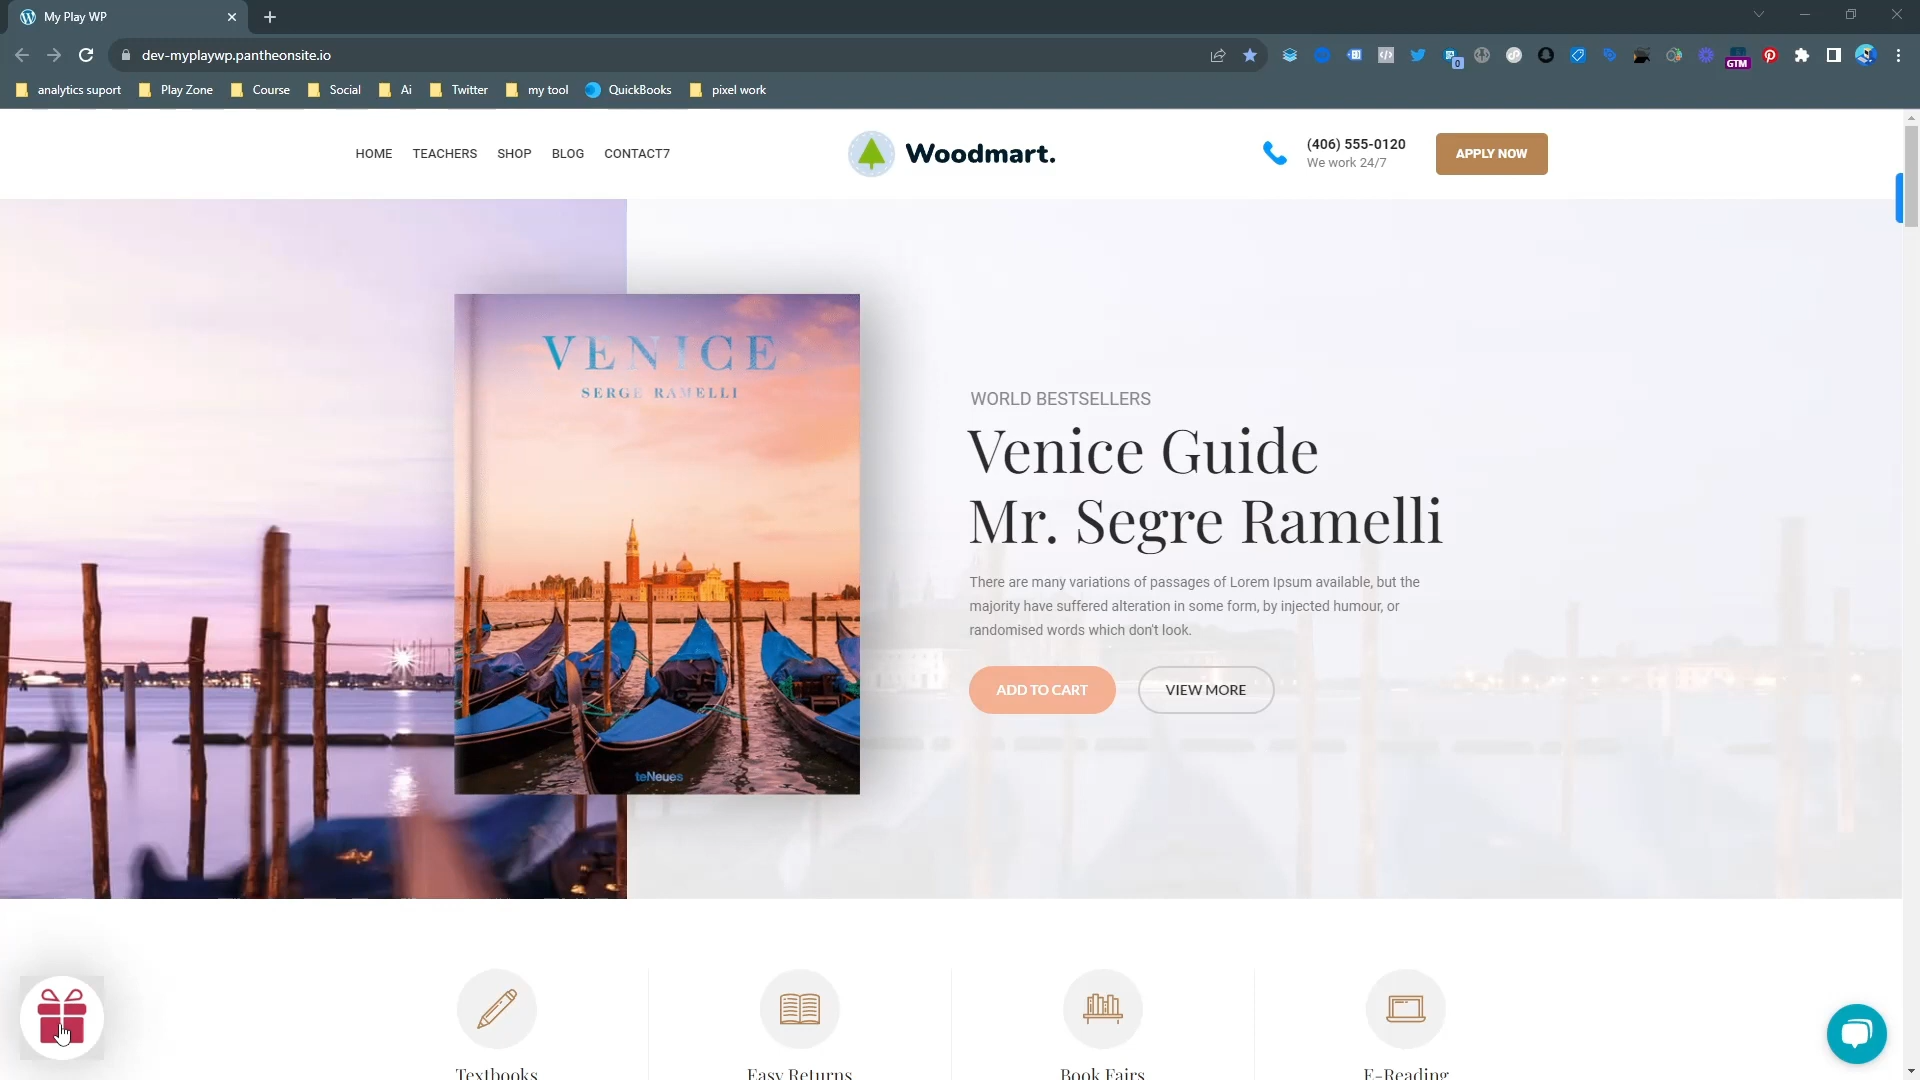 My Play WP
dev-myplaywp.pantheonsite.io
0
GTM
analytics suport
Play Zone
Course
Social
Ai
Twitter
my tool
QuickBooks
pixel work
HOME
TEACHERS
SHOP
BLOG
CONTACT7
Woodmart.
(406) 555-0120
We work 24/7
APPLY NOW
VENICE
SERGE RAMELLI
teNeues
WORLD BESTSELLERS
Venice Guide
Mr. Segre Ramelli
There are many variations of passages of Lorem Ipsum available, but the
majority have suffered alteration in some form, by injected humour, or
randomised words which don't look.
ADD TO CART
VIEW MORE
Textbooks
Easy Returns
Book Fairs
E-Reading